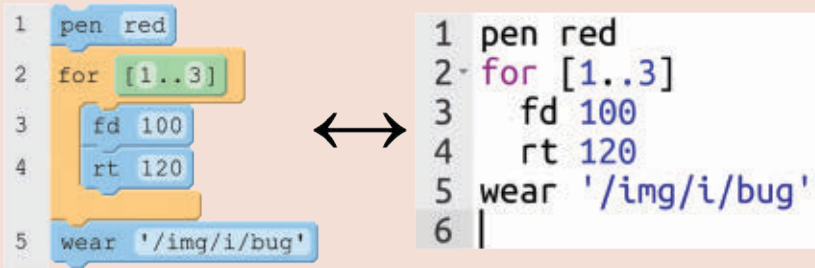 1 pen red
2 for [1..3]
3 fd 100
4 rt 120
5 wear '/img/i/bug'
1 pen red
2 for [1..3]
3 fd 100
4 rt 120
5 wear '/img/i/bug'
6